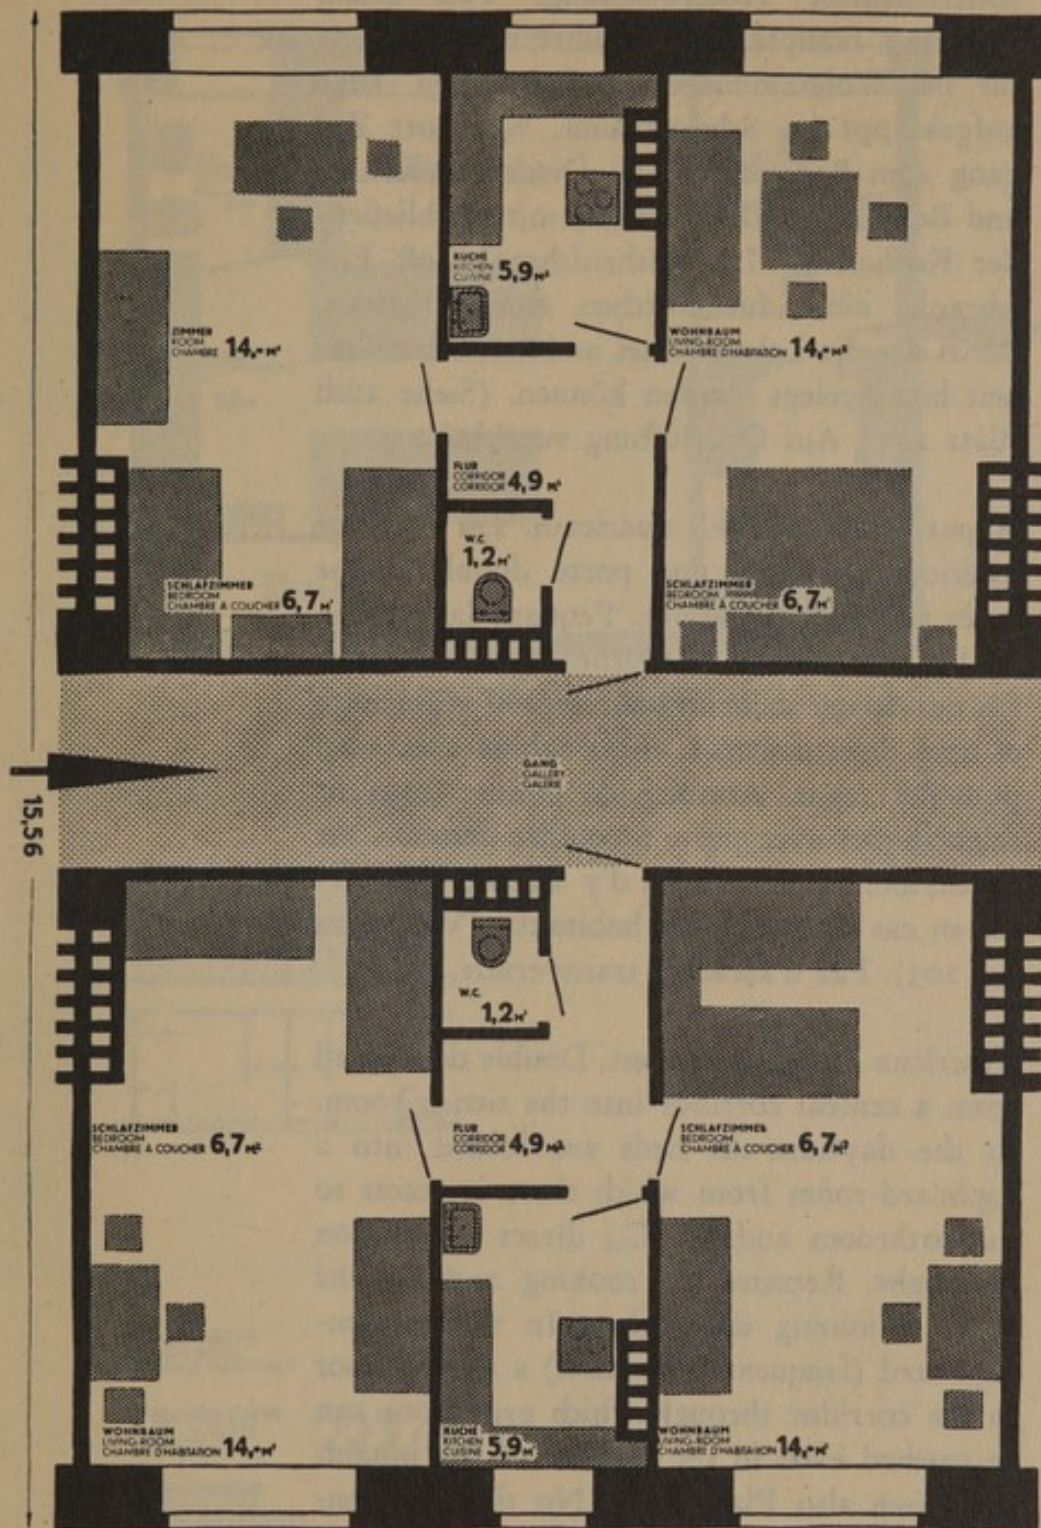 ZIMMER
ROOM
CHAMBRE 14,= M²
KÜCHE
KITCHEN
CUISINE 5,9 M²
WOHNRAUM
LIVING-ROOM
CHAMBRE D'HABITATION 14,= M²
FLUR
CORRIDOR
CORRIDOR 4,9 M²
W.C.
1,2 M²
SCHLAFZIMMER
BEDROOM
CHAMBRE À COUCHER 6,7 M²
SCHLAFZIMMER
BEDROOM
CHAMBRE À COUCHER 6,7 M²
GANG
GALLERY
GALERIE
15,56
W.C.
1,2 M²
SCHLAFZIMMER
BEDROOM
CHAMBRE À COUCHER 6,7 M²
FLUR
CORRIDOR
CORRIDOR 4,9 M²
SCHLAFZIMMER
BEDROOM
CHAMBRE À COUCHER 6,7 M²
WOHNRAUM
LIVING-ROOM
CHAMBRE D'HABITATION 14,= M²
KÜCHE
KITCHEN
CUISINE 5,9 M²
WOHNRAUM
LIVING-ROOM
CHAMBRE D'HABITATION 14,= M²